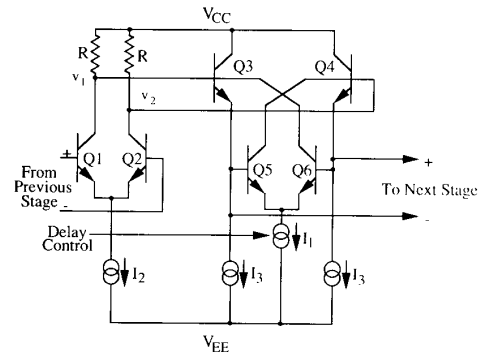 V_CC
R
R
Q3
Q4
v_1
v_2
+
Q1
Q2
Q5
Q6
+
From
Previous
Stage
-
To Next Stage
-
Delay
Control
I_1
I_2
I_3
I_3
V_EE